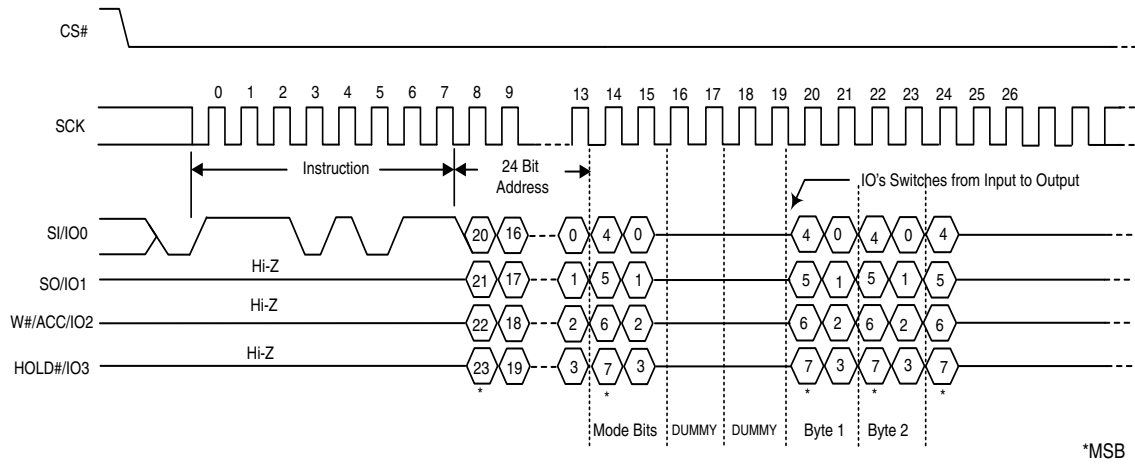 CS#
0 1 2 3 4 5 6 7 8 9 13 14 15 16 17 18 19 20 21 22 23 24 25 26
SCK
Instruction
24 Bit
Address
IO's Switches from Input to Output
SI/IO0 20 16 0 4 0 4 0 4 0 4
Hi-Z
SO/IO1 21 17 1 5 1 5 1 5 1 5
Hi-Z
W#/ACC/IO2 22 18 2 6 2 6 2 6 2 6
Hi-Z
HOLD#/IO3 23 19 3 7 3 7 3 7 3 7
* * * * *
Mode Bits DUMMY DUMMY Byte 1 Byte 2
*MSB